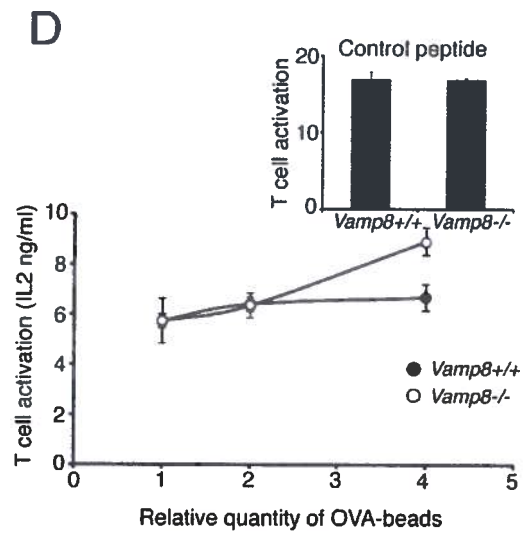 D
Control peptide
T cell activation
20
10
0
Vamp8+/+ Vamp8-/-
T cell activation (IL2 ng/ml)
10
8
6
4
2
0
Vamp8+/+
Vamp8-/-
0 1 2 3 4 5
Relative quantity of OVA-beads